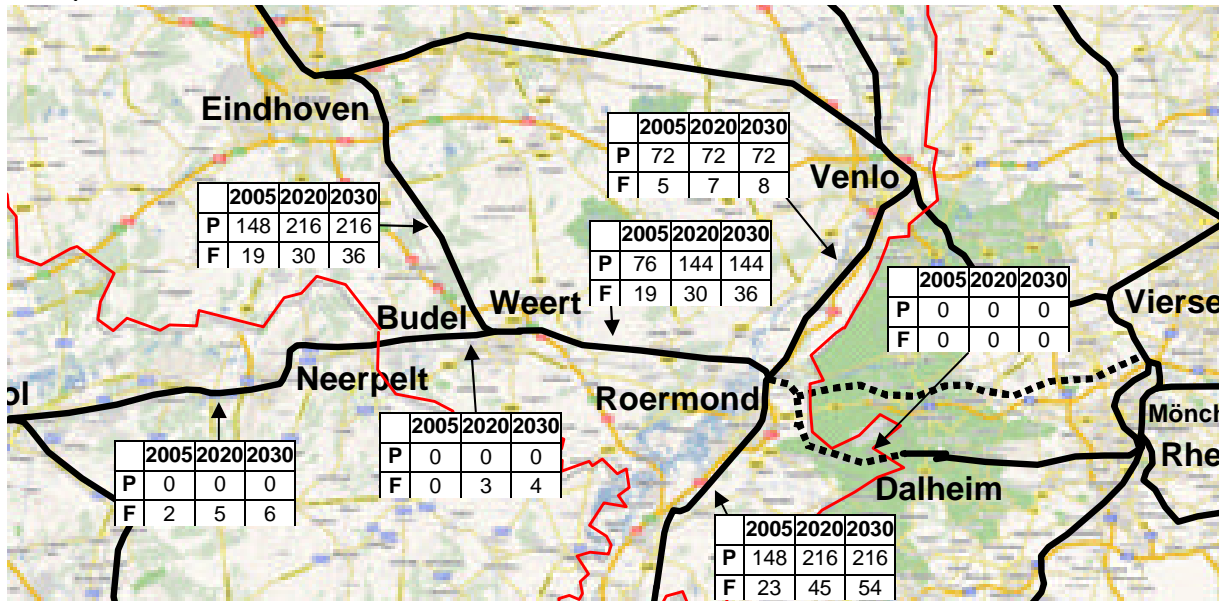 Eindhoven
2005 2020 2030
P 72 72 72
F 5 7 8
Venlo
2005 2020 2030
P 148 216 216
F 19 30 36
2005 2020 2030
P 76 144 144
F 19 30 36
2005 2020 2030
P 0 0 0
F 0 0 0
Vierse
Budel
Weert
Neerpelt
ol
Roermond
Mönch
Rhe
Dalheim
2005 2020 2030
P 0 0 0
F 0 3 4
2005 2020 2030
P 0 0 0
F 2 5 6
2005 2020 2030
P 148 216 216
F 23 45 54